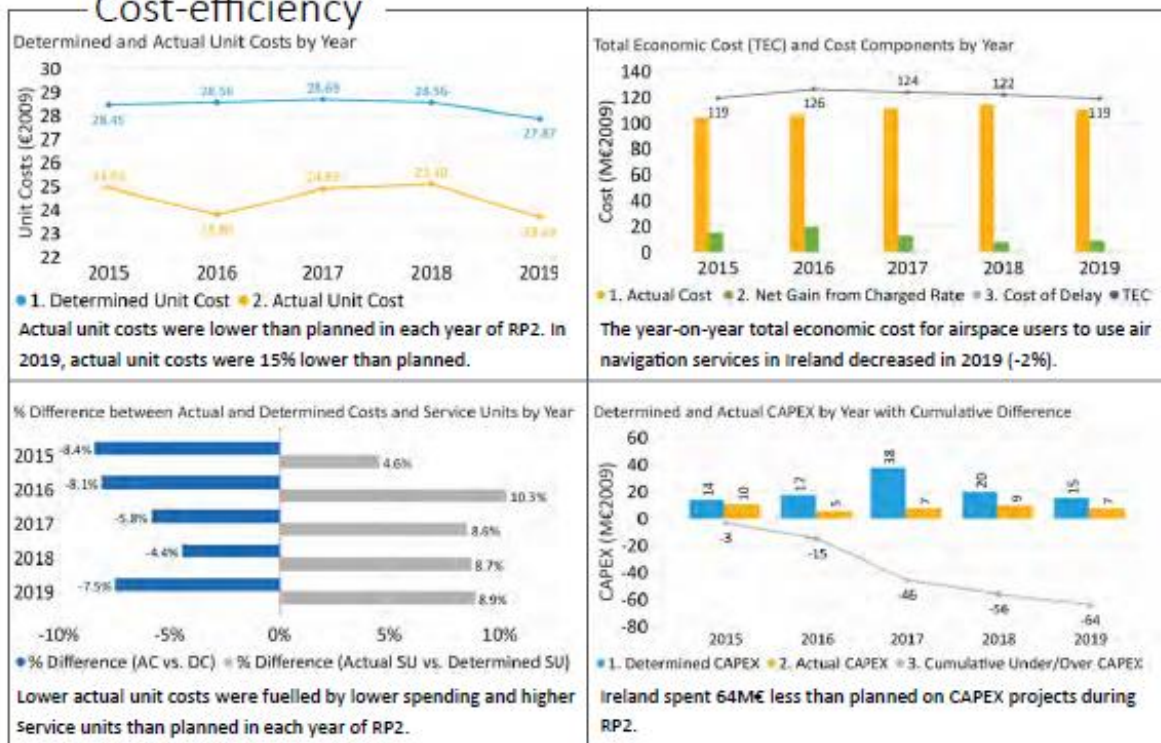 Cost-efficiency
Determined and Actual Unit Costs by Year
30
29
28
27
26
25
24
23
22
Unit Costs (€2009)
28.45
28.56
28.69
28.56
27.87
23.80
24.89
25.10
2015 2016 2017 2018 2019
1. Determined Unit Cost 2. Actual Unit Cost
Actual unit costs were lower than planned in each year of RP2. In
2019, actual unit costs were 15% lower than planned.
Total Economic Cost (TEC) and Cost Components by Year
140
120
100
80
60
40
20
0
Cost (M€2009)
119
126
124
122
119
2015 2016 2017 2018 2019
1. Actual Cost 2. Net Gain from Charged Rate 3. Cost of Delay TEC
The year-on-year total economic cost for airspace users to use air
navigation services in Ireland decreased in 2019 (-2%).
% Difference between Actual and Determined Costs and Service Units by Year
2015 -8.4% 4.6%
2016 -8.1% 10.3%
2017 -5.8% 8.6%
2018 -4.4% 8.7%
2019 -7.5% 8.9%
-10% -5% 0% 5% 10%
% Difference (AC vs. DC) % Difference (Actual SU vs. Determined SU)
Lower actual unit costs were fuelled by lower spending and higher
Service units than planned in each year of RP2.
Determined and Actual CAPEX by Year with Cumulative Difference
60
40
20
0
-20
-40
-60
-80
CAPEX (M€2009)
14 10 17 5 38 7 20 9 15 7
-3 -15 -46 -56 -64
2015 2016 2017 2018 2019
1. Determined CAPEX 2. Actual CAPEX 3. Cumulative Under/Over CAPEX
Ireland spent 64M€ less than planned on CAPEX projects during
RP2.